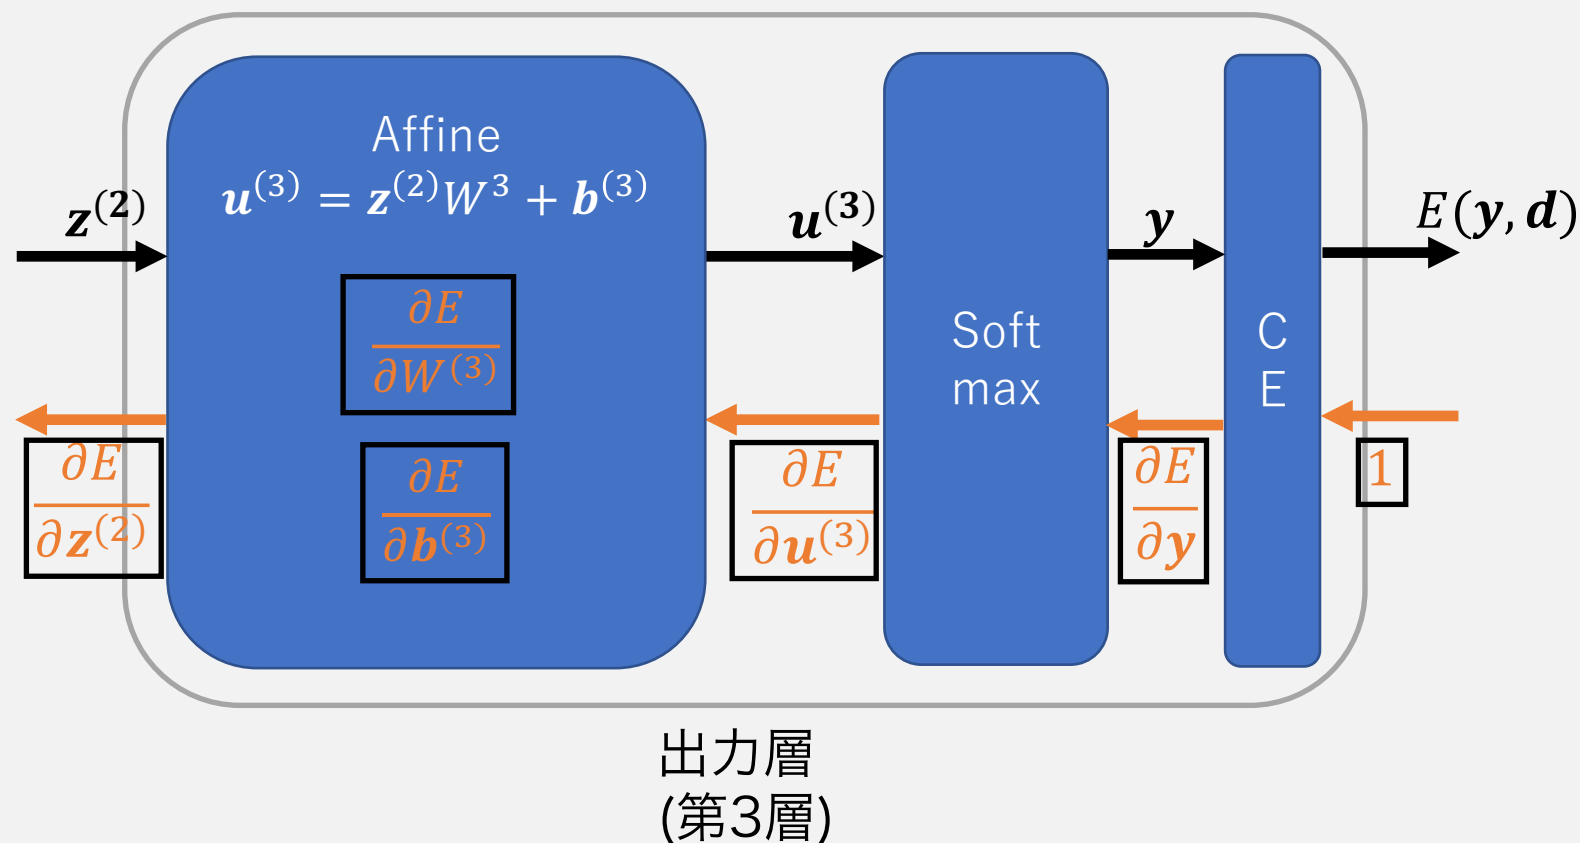 Affine
u^(3) = z^(2)W^3 + b^(3)
z^(2)
u^(3)
y
E(y, d)
∂E/∂W^(3)
Soft
max
C
E
∂E/∂z^(2)
∂E/∂b^(3)
∂E/∂u^(3)
∂E/∂y
1
出力層
(第3層)